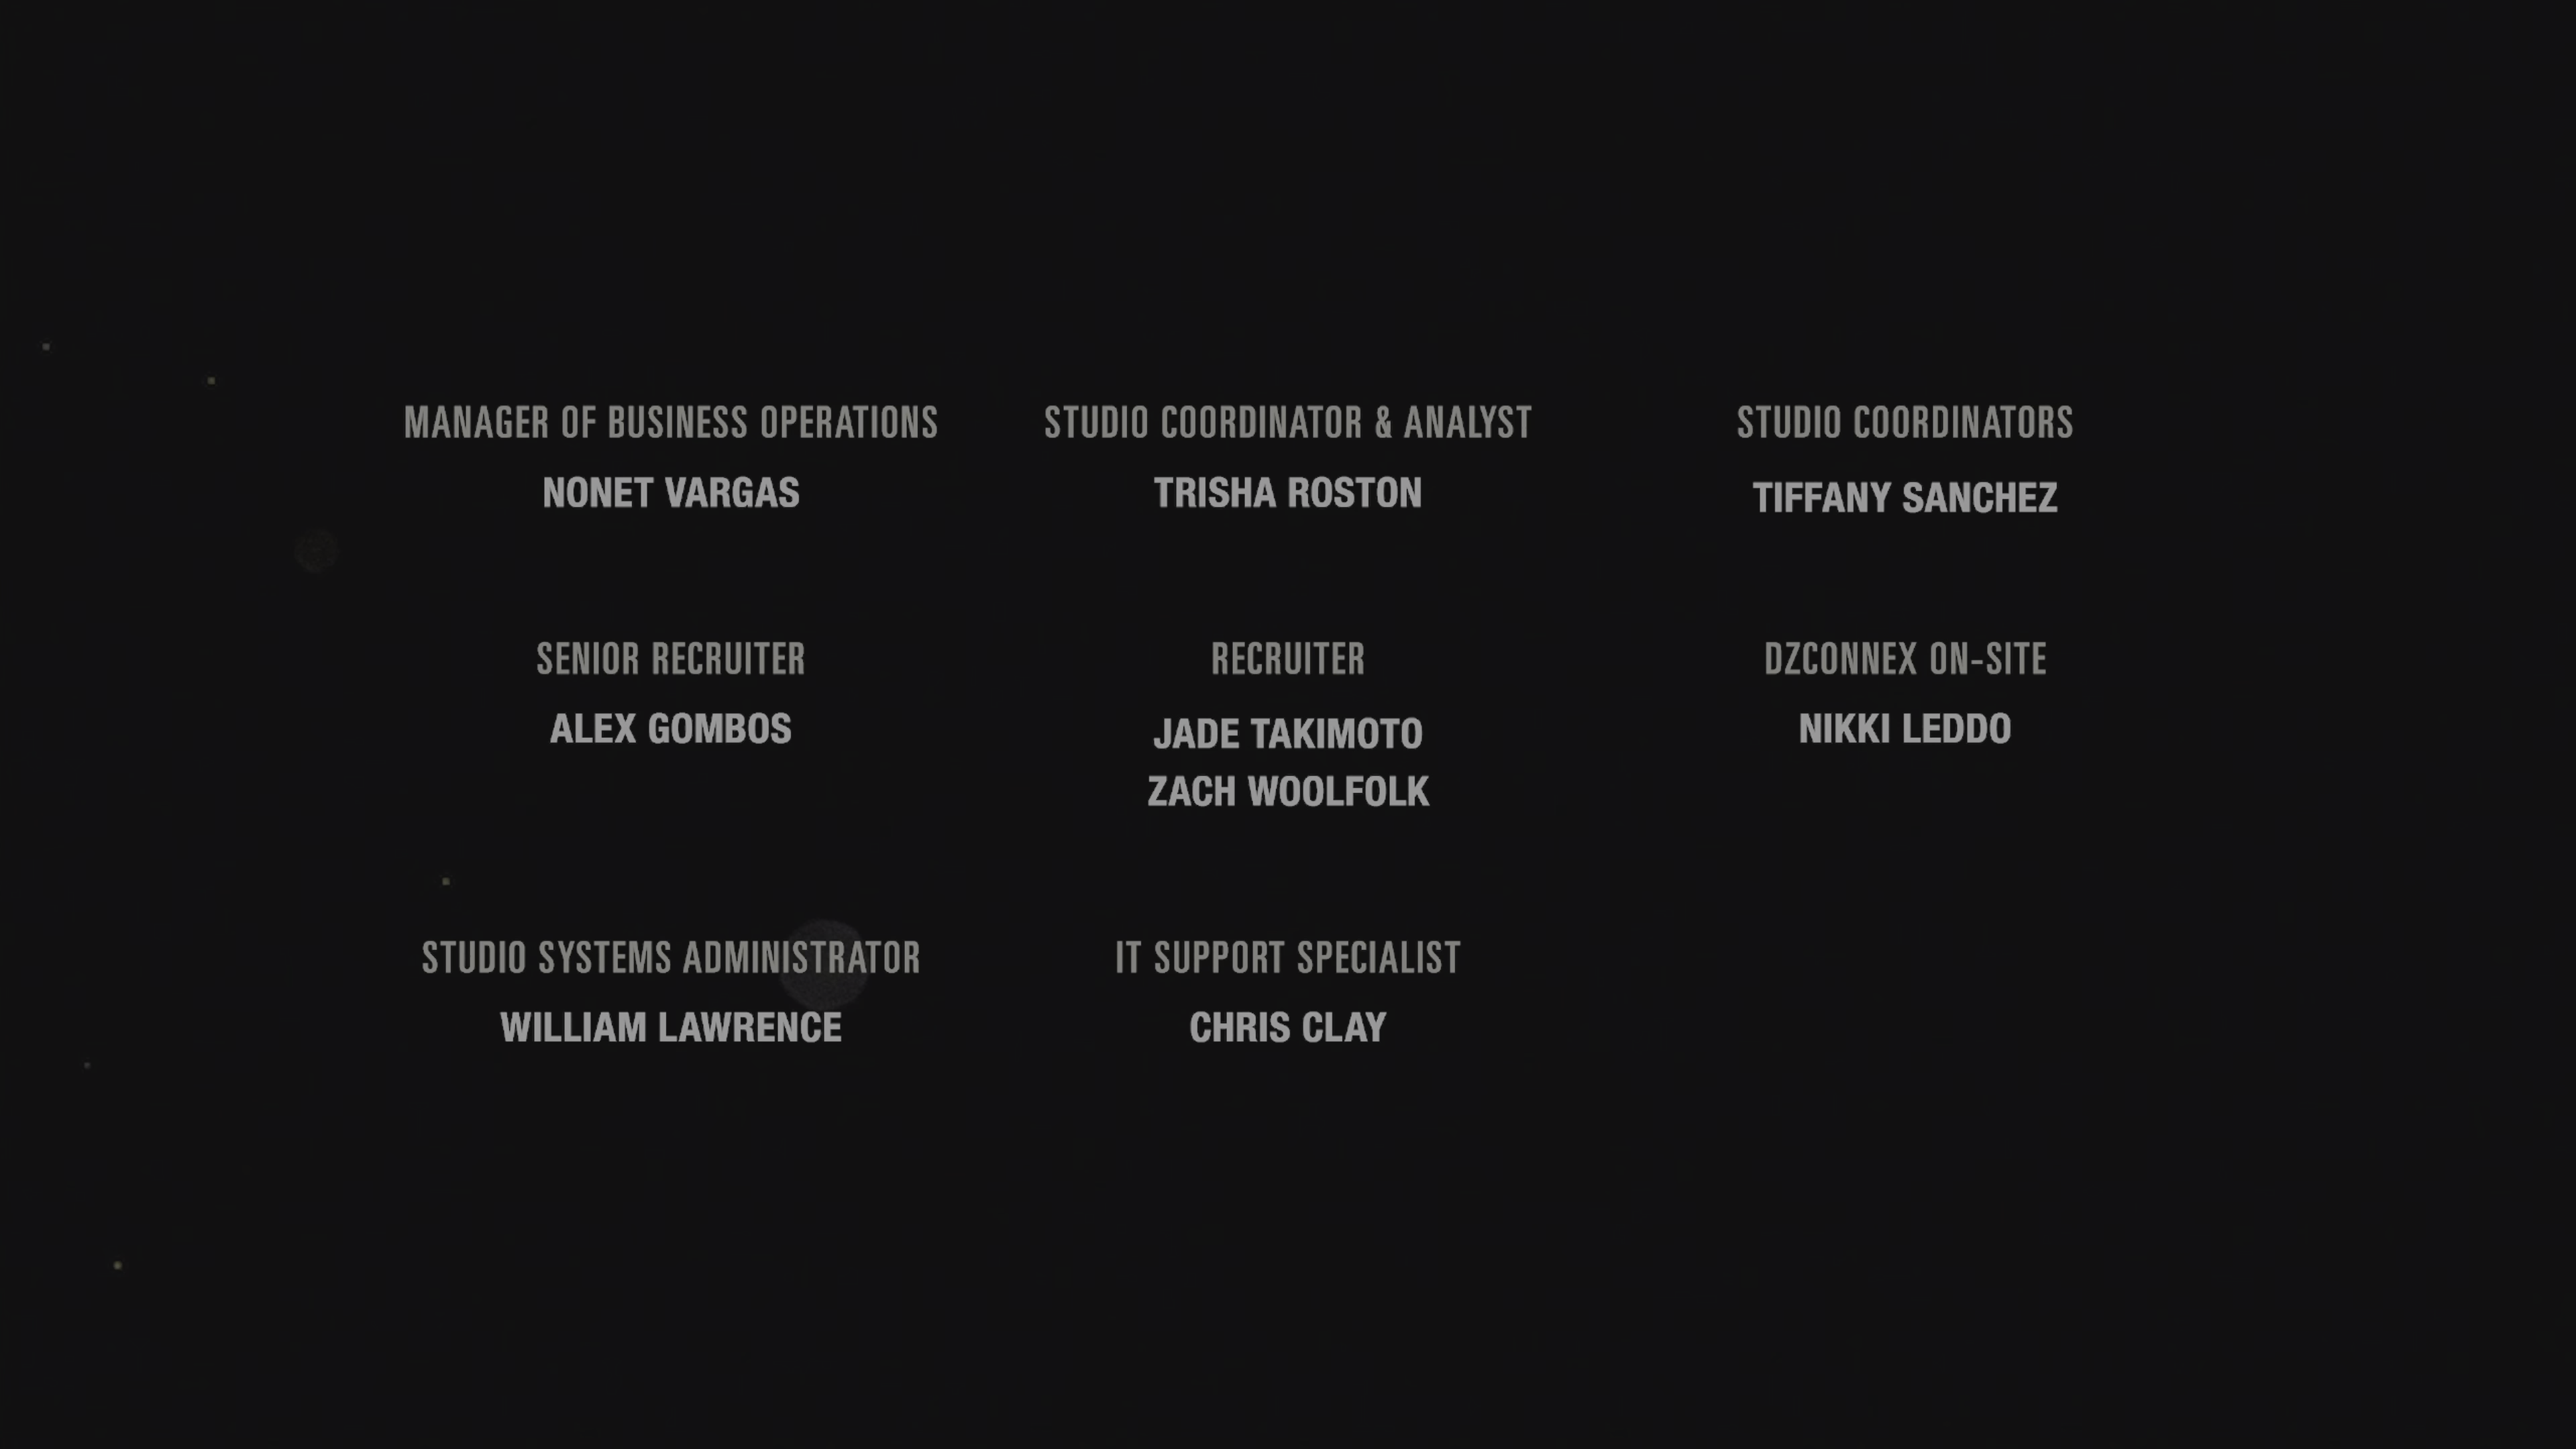 MANAGER OF BUSINESS OPERATIONS
NONET VARGAS
STUDIO COORDINATOR & ANALYST
TRISHA ROSTON
STUDIO COORDINATORS
TIFFANY SANCHEZ
SENIOR RECRUITER
ALEX GOMBOS
RECRUITER
JADE TAKIMOTO
ZACH WOOLFOLK
DZCONNEX ON-SITE
NIKKI LEDDO
STUDIO SYSTEMS ADMINISTRATOR
WILLIAM LAWRENCE
IT SUPPORT SPECIALIST
CHRIS CLAY